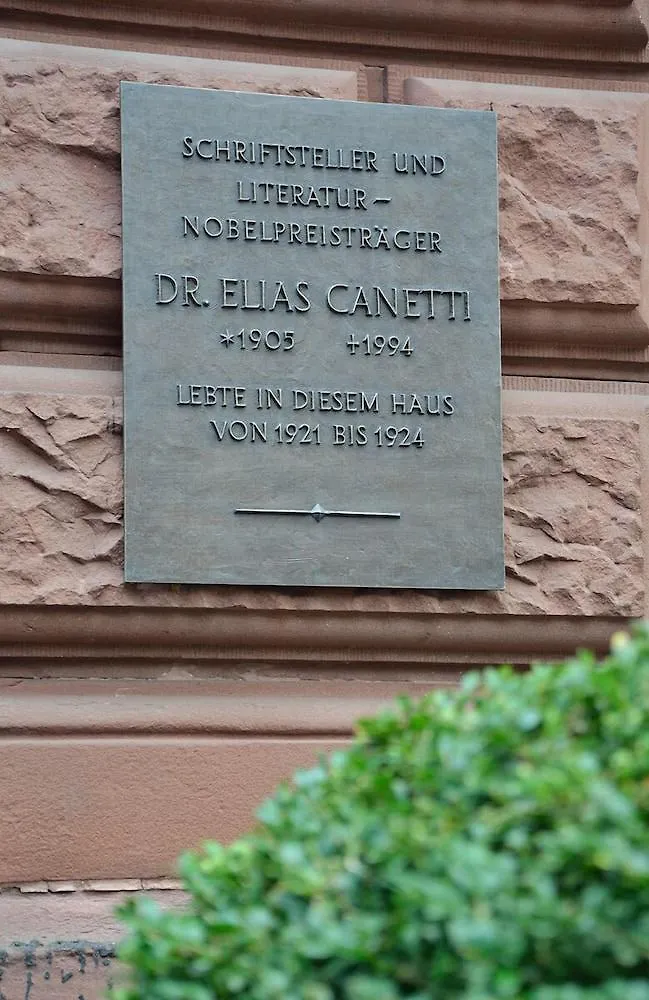 SCHRIFTSTELLER UND
LITERATUR-
NOBELPREISTRÄGER
DR. ELIAS CANETTI
*1905 ✝1994
LEBTE IN DIESEM HAUS
VON 1921 BIS 1924